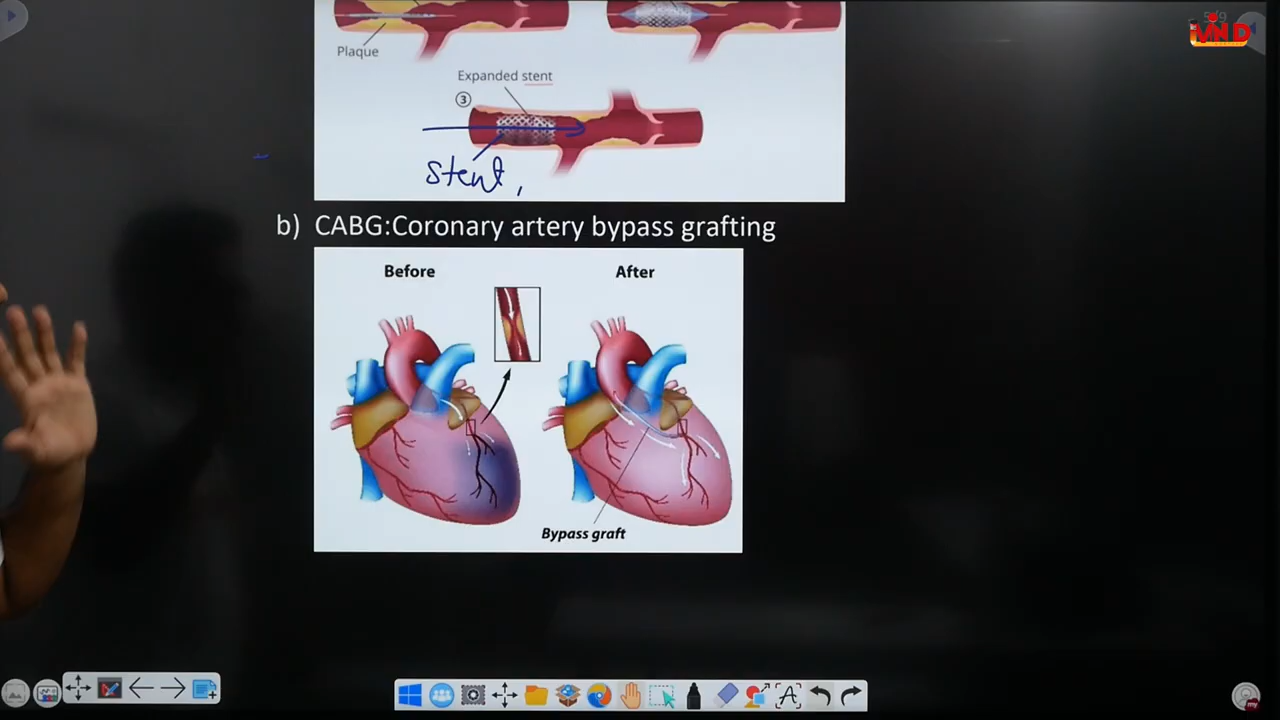 Plaque
Expanded stent
3
stent,
b) CABG:Coronary artery bypass grafting
Before
After
Bypass graft